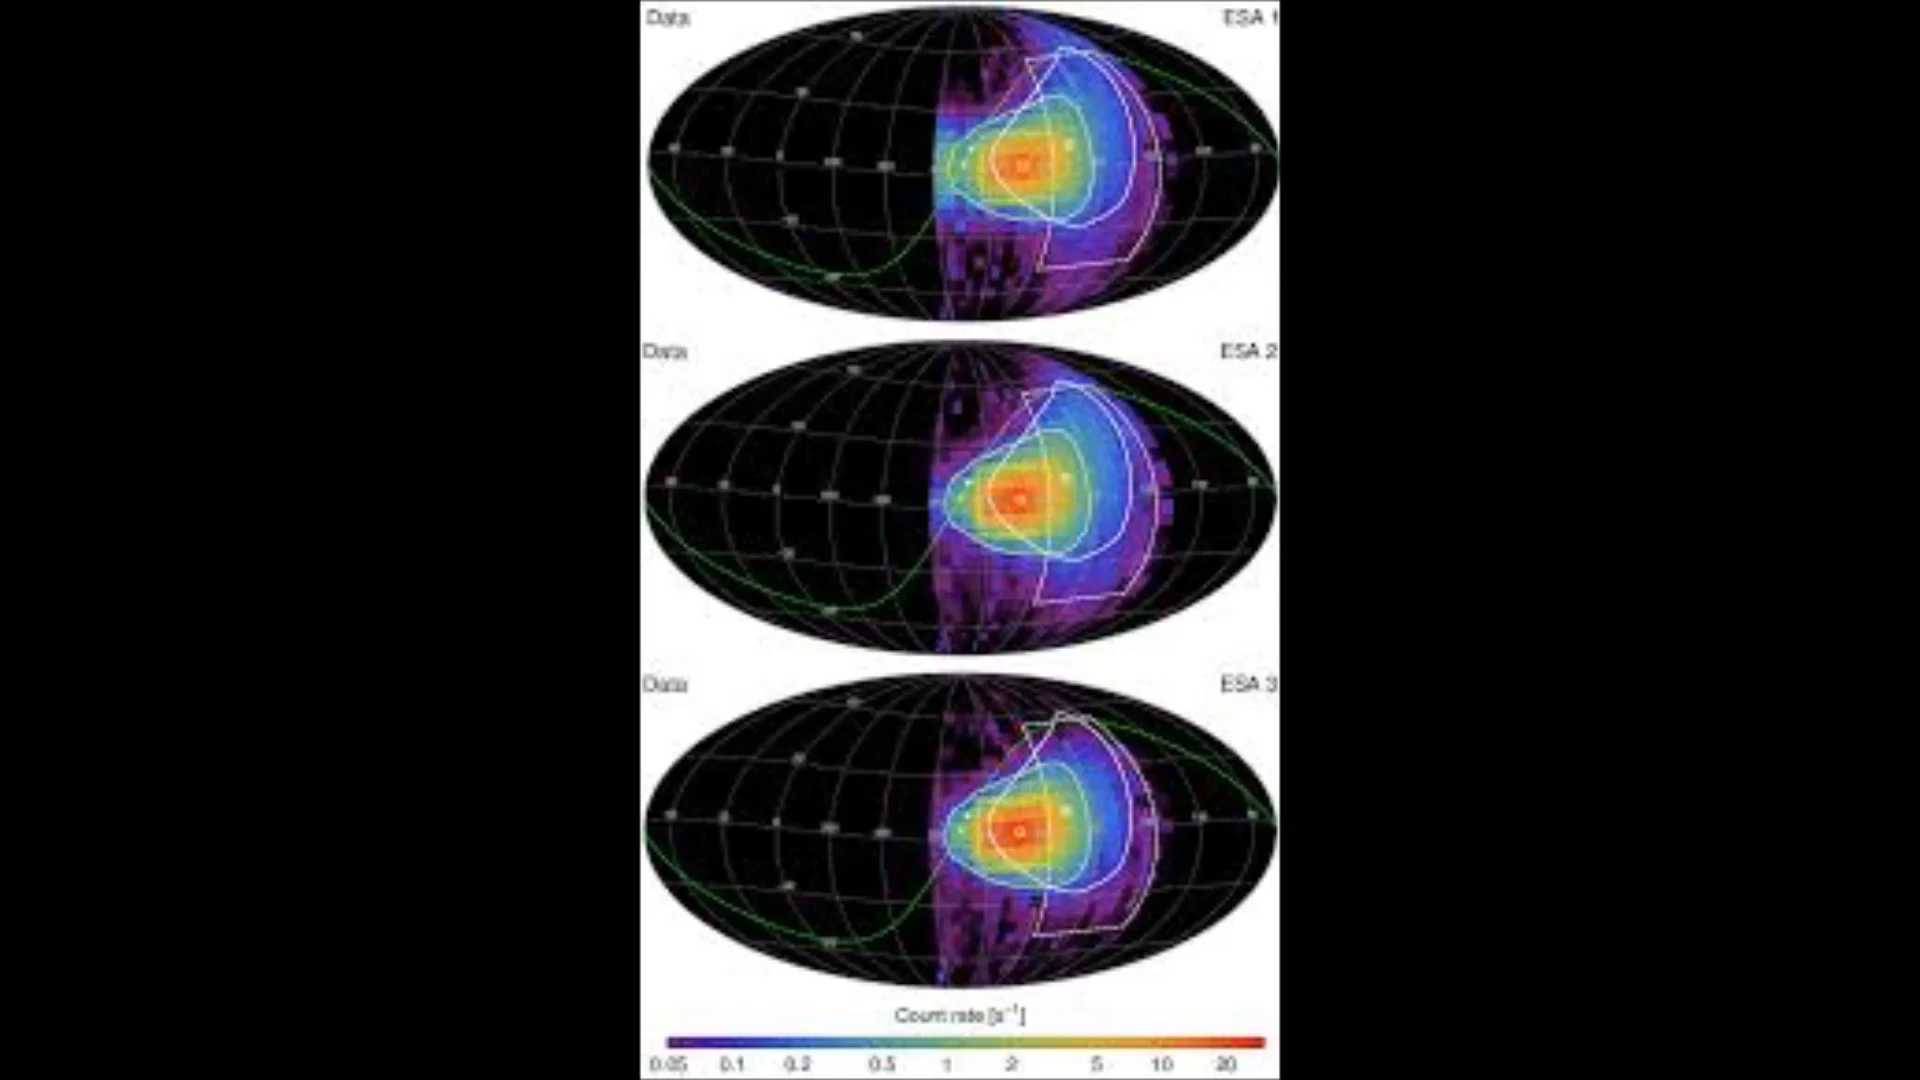 Data ESA 1
Data ESA 2
Data ESA 3
Count rate [s⁻¹]
0.05 0.1 0.2 0.5 1 2 5 10 20